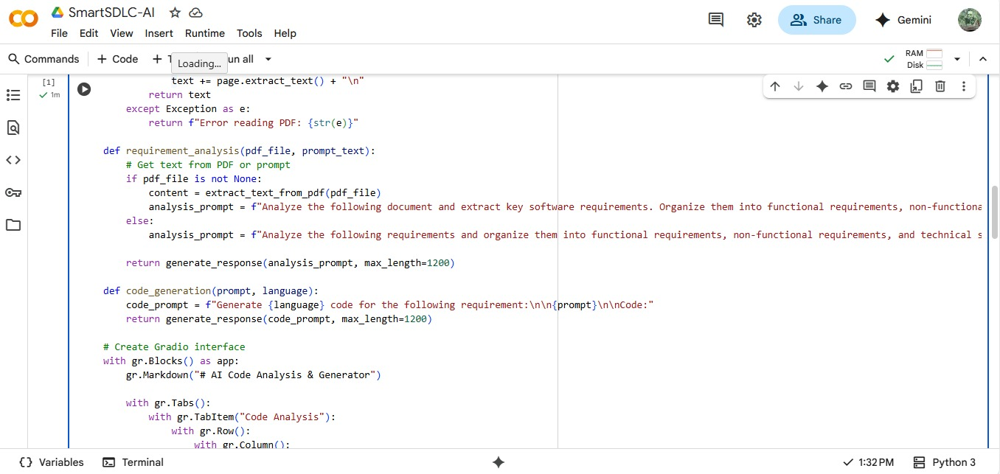 SmartSDLC-AI
File Edit View Insert Runtime Tools Help
Share
Gemini
Commands + Code + T
Loading...
un all
RAM
Disk
[1]
1m
text += page.extract_text() + "\n"
return text
except Exception as e:
return f"Error reading PDF: {str(e)}"
def requirement_analysis(pdf_file, prompt_text):
# Get text from PDF or prompt
if pdf_file is not None:
content = extract_text_from_pdf(pdf_file)
analysis_prompt = f"Analyze the following document and extract key software requirements. Organize them into functional requirements, non-functiona
else:
analysis_prompt = f"Analyze the following requirements and organize them into functional requirements, non-functional requirements, and technical s
return generate_response(analysis_prompt, max_length=1200)
def code_generation(prompt, language):
code_prompt = f"Generate {language} code for the following requirement:\n\n{prompt}\n\nCode:"
return generate_response(code_prompt, max_length=1200)
# Create Gradio interface
with gr.Blocks() as app:
gr.Markdown("# AI Code Analysis & Generator")
with gr.Tabs():
with gr.TabItem("Code Analysis"):
with gr.Row():
with gr.Column():
Variables Terminal
1:32 PM Python 3